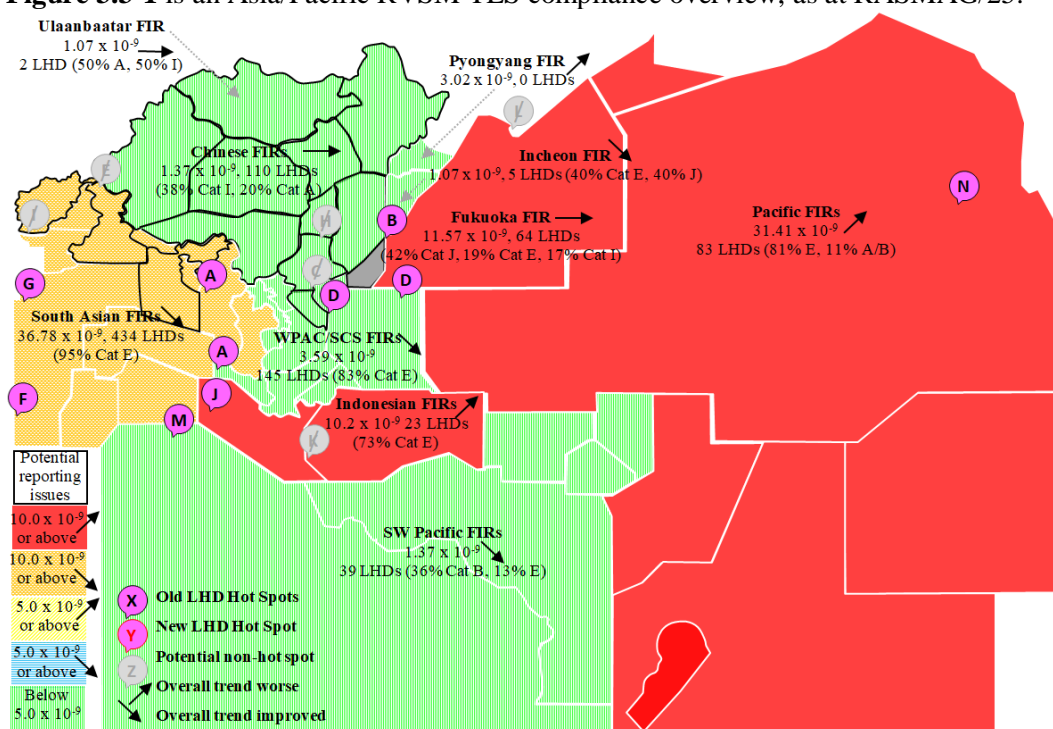 Figure 3.3-1 is an Asia/Pacific RVSM TLS compliance overview, as at RASMAG/25.
Ulaanbaatar FIR
1.07 x 10-9
2 LHD (50% A, 50% I)
Pyongyang FIR
3.02 x 10-9, 0 LHDs
L
Chinese FIRs
1.37 x 10-9, 110 LHDs
(38% Cat I, 20% Cat A)
Incheon FIR
1.07 x 10-9, 5 LHDs (40% Cat E, 40% J)
E
I
H
B
N
Fukuoka FIR
11.57 x 10-9, 64 LHDs
(42% Cat J, 19% Cat E, 17% Cat I)
Pacific FIRs
31.41 x 10-9
83 LHDs (81% E, 11% A/B)
G
A
C
D
D
South Asian FIRs
36.78 x 10-9, 434 LHDs
(95% Cat E)
WPAC/SCS FIRs
3.59 x 10-9
145 LHDs (83% Cat E)
A
F
J
M
Indonesian FIRs
10.2 x 10-9 23 LHDs
(73% Cat E)
K
SW Pacific FIRs
1.37 x 10-9
39 LHDs (36% Cat B, 13% E)
Potential
reporting
issues
10.0 x 10-9
or above
10.0 x 10-9
or above
5.0 x 10-9
or above
5.0 x 10-9
or above
Below
5.0 x 10-9
X Old LHD Hot Spots
Y New LHD Hot Spot
Z Potential non-hot spot
Overall trend worse
Overall trend improved